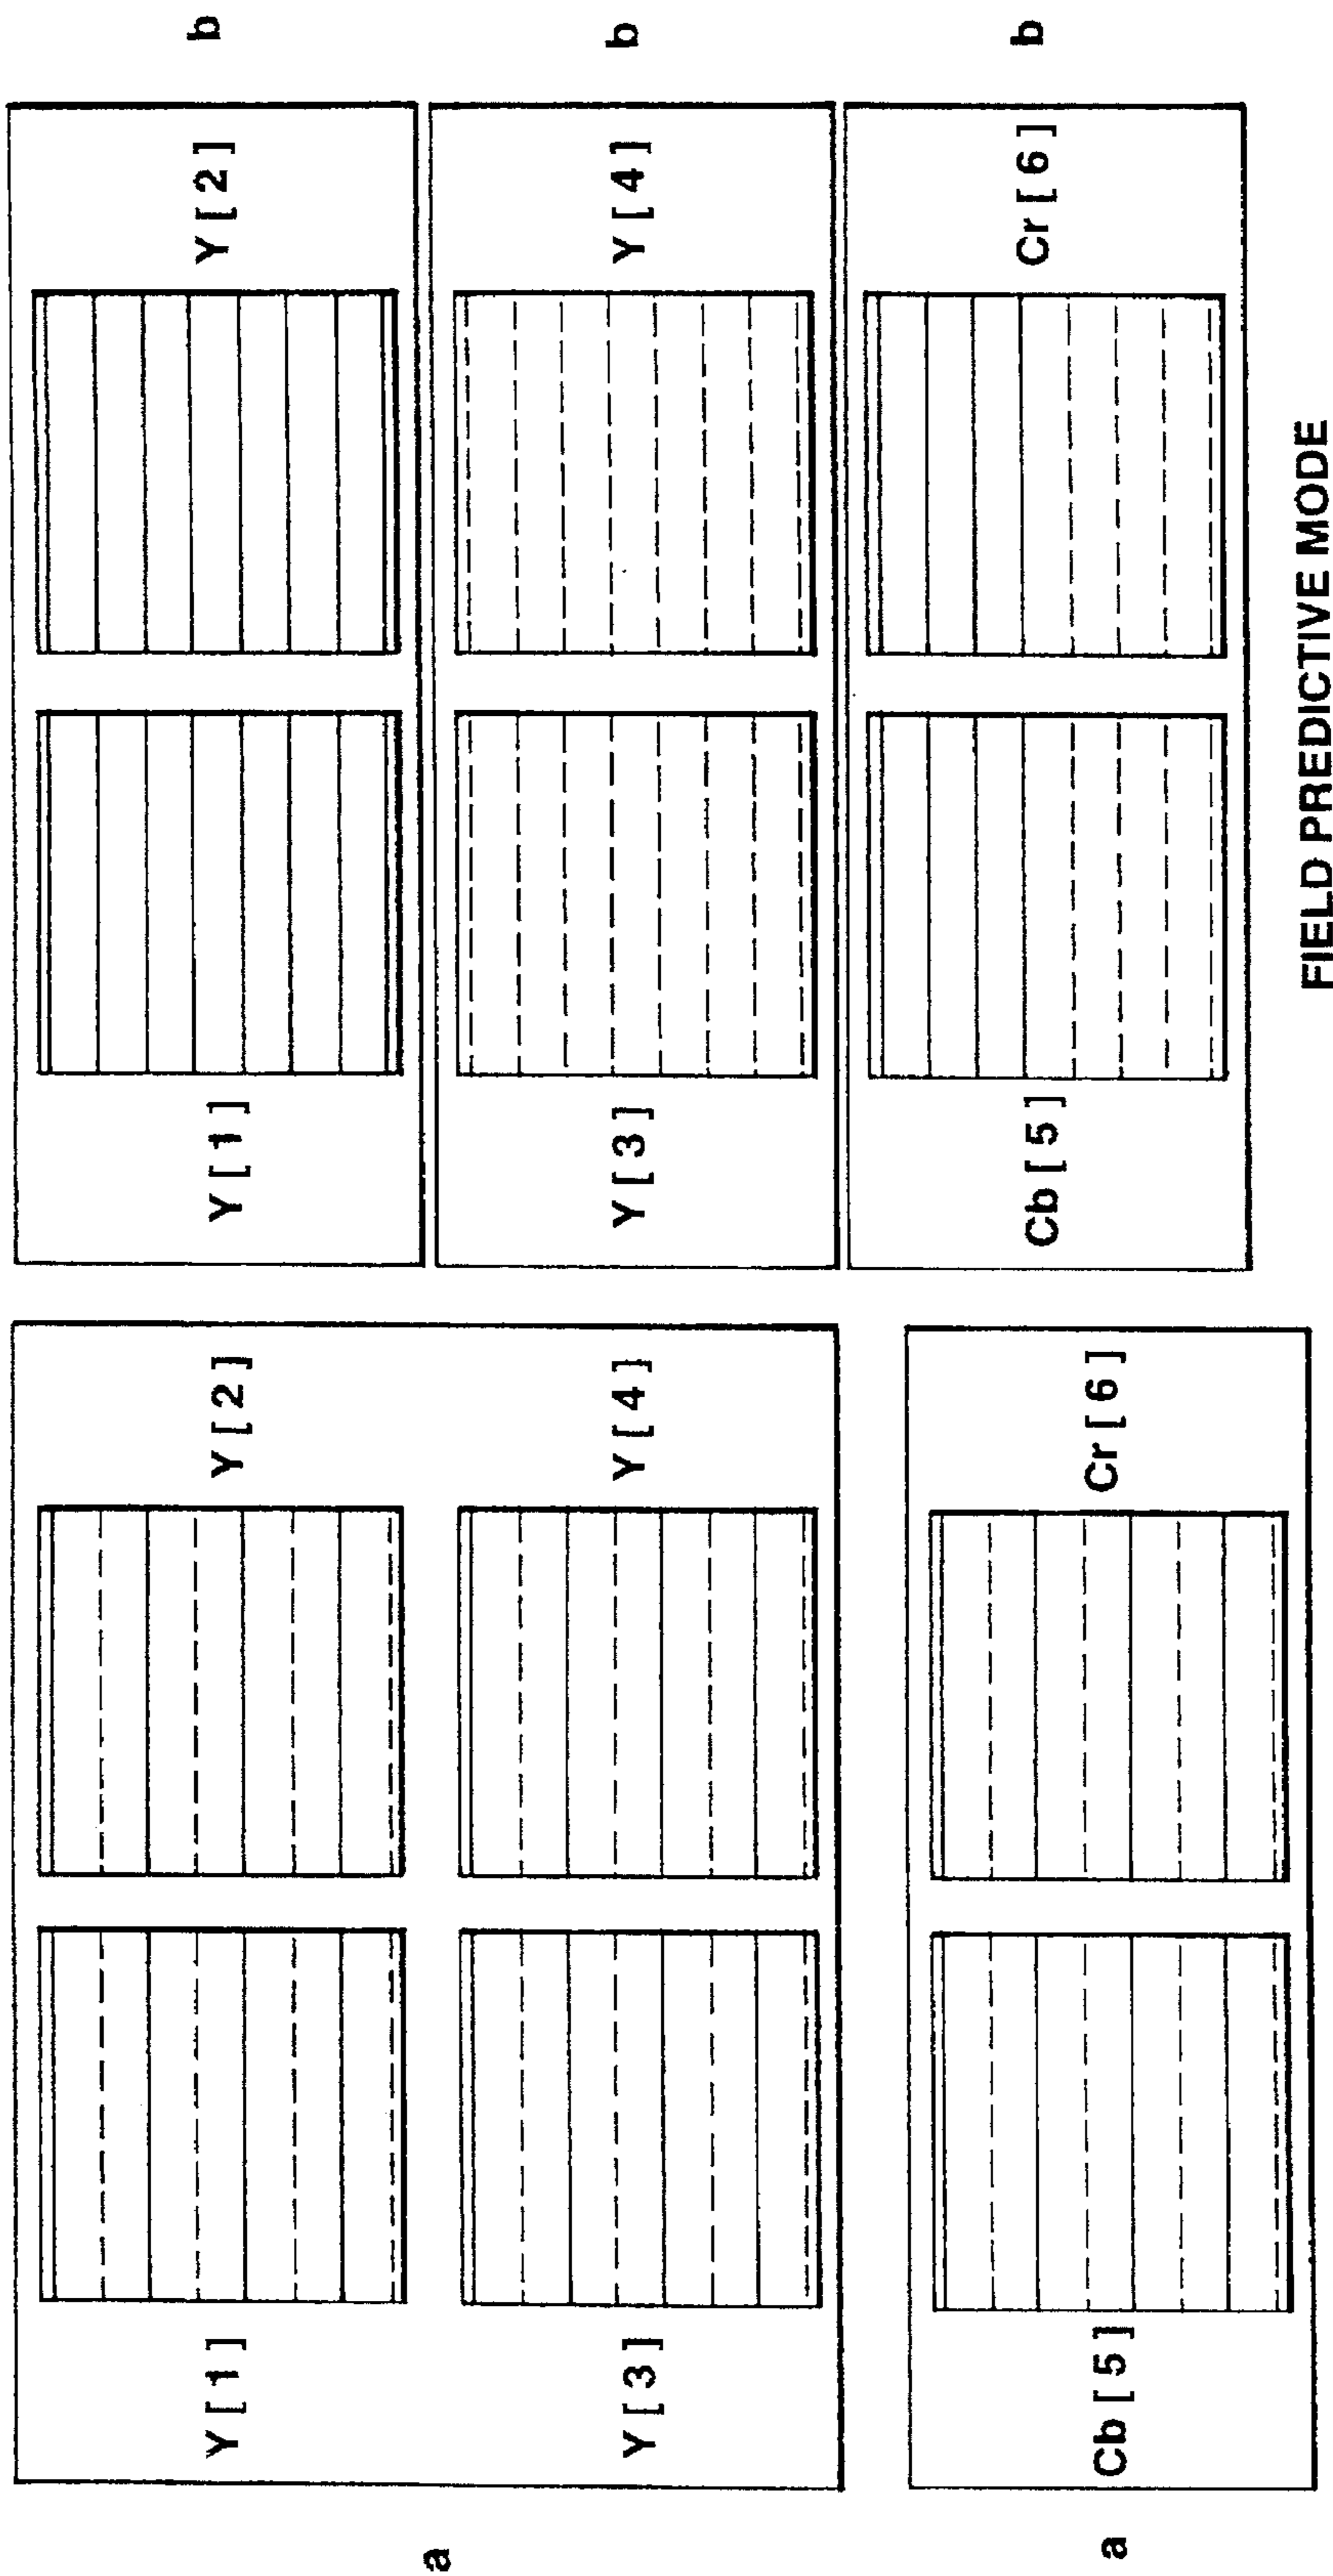 a
Y [ 1 ]
Y [ 2 ]
Y [ 3 ]
Y [ 4 ]
a
Cb [ 5 ]
Cr [ 6 ]
Y [ 1 ]
Y [ 2 ]
b
Y [ 3 ]
Y [ 4 ]
b
Cb [ 5 ]
Cr [ 6 ]
b
FIELD PREDICTIVE MODE